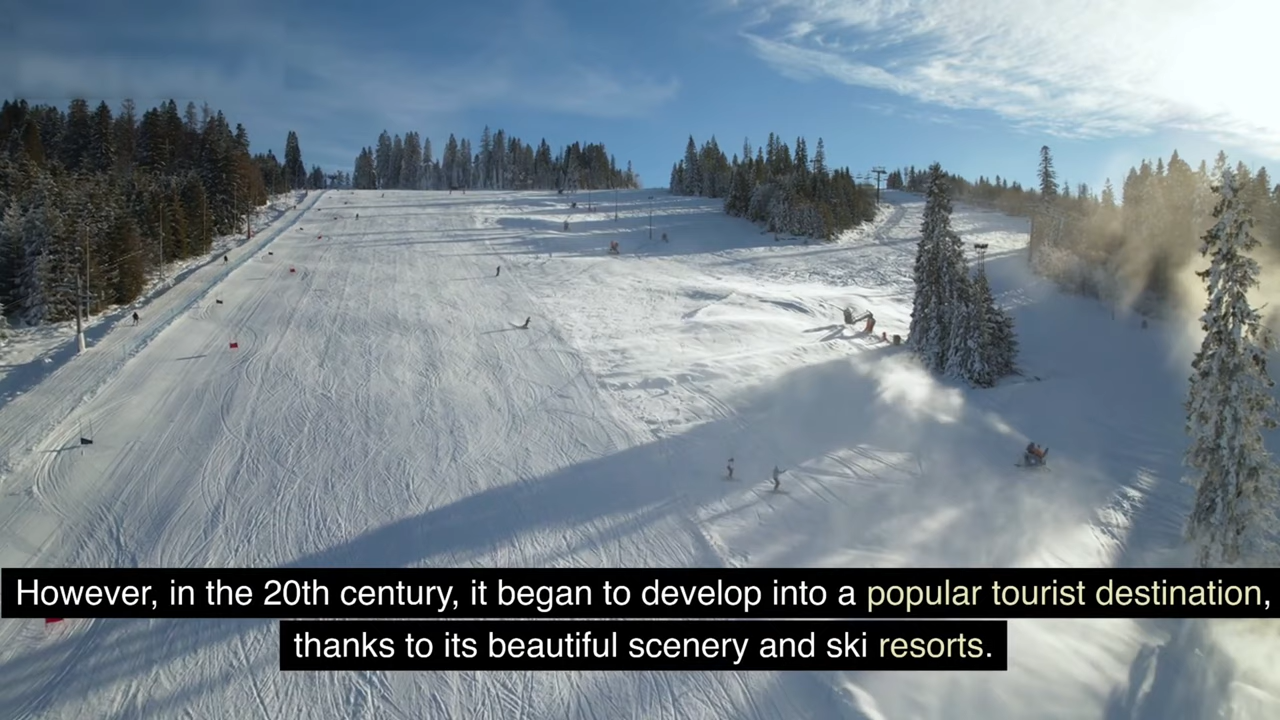 However, in the 20th century, it began to develop into a popular tourist destination,
thanks to its beautiful scenery and ski resorts.